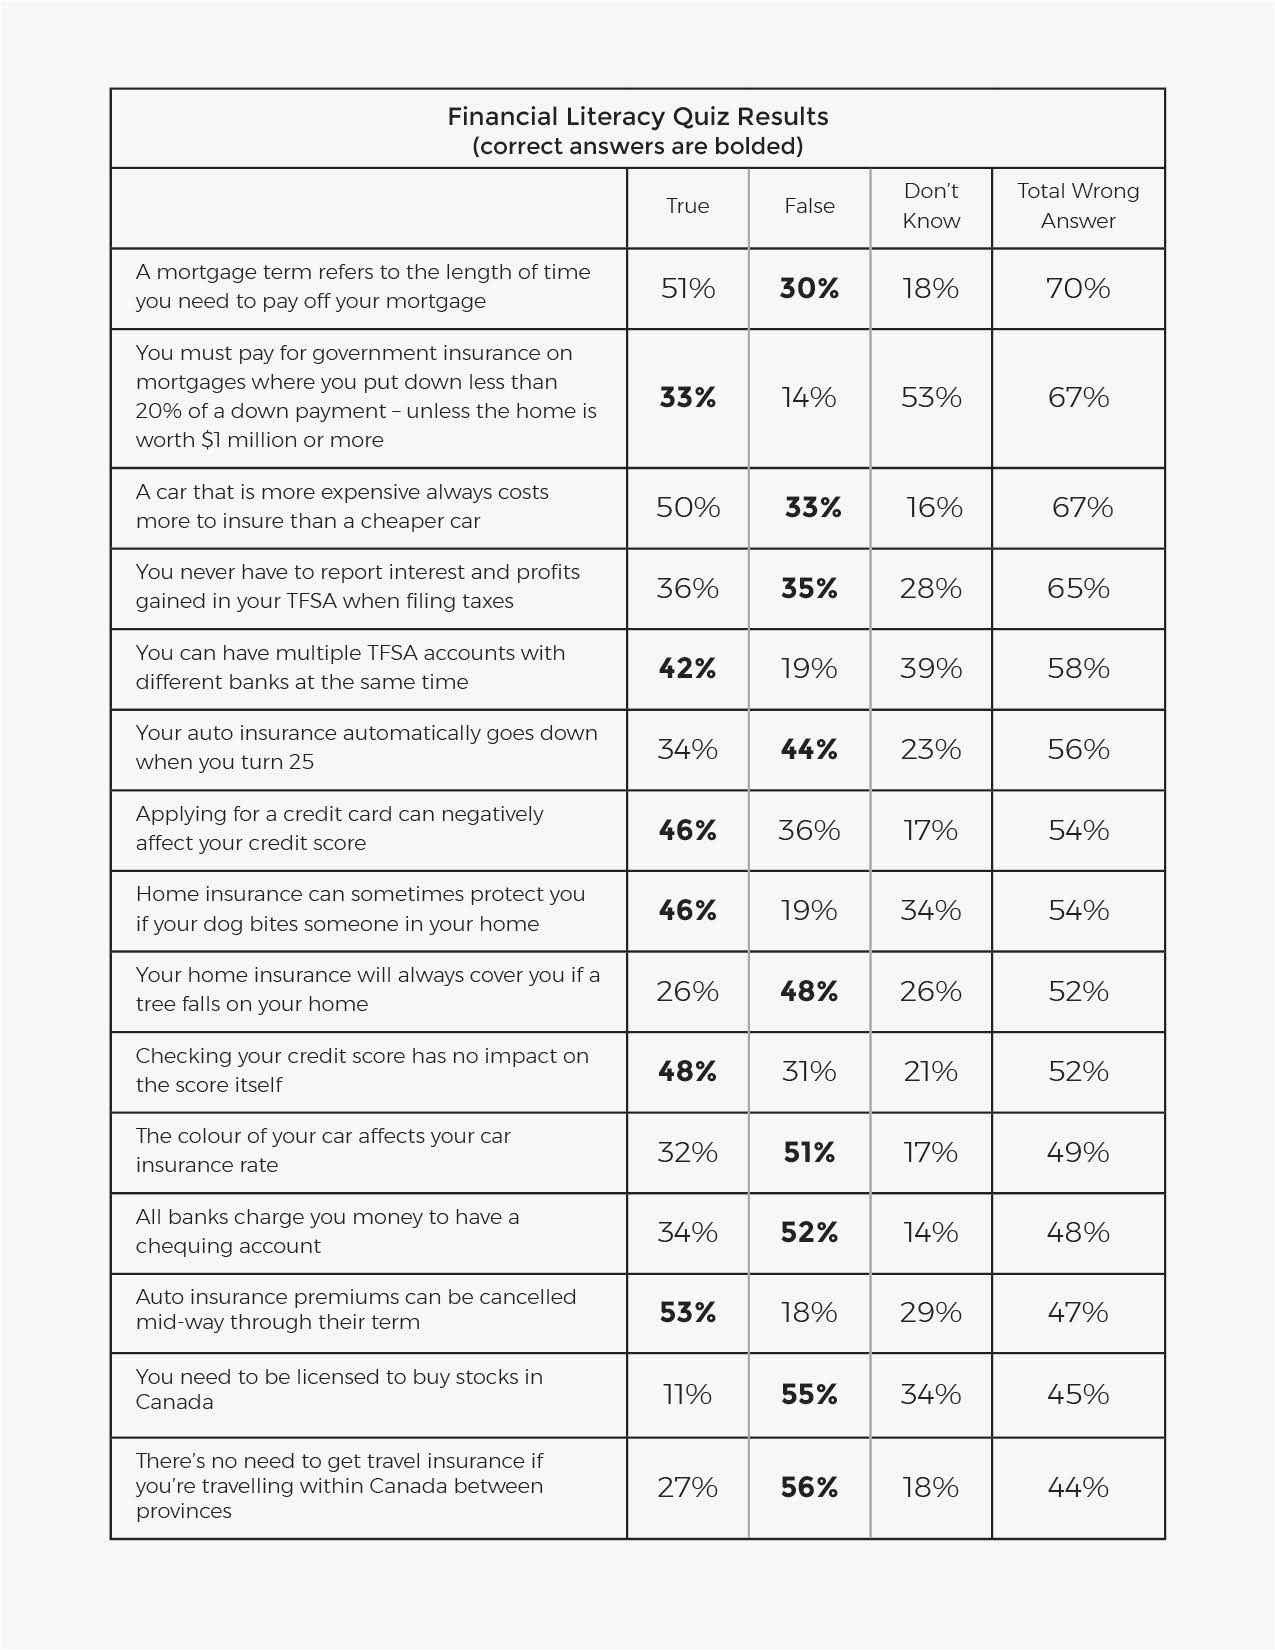 Financial Literacy Quiz Results
(correct answers are bolded)
True False Don't Know Total Wrong Answer
A mortgage term refers to the length of time
you need to pay off your mortgage
51% 30% 18% 70%
You must pay for government insurance on
mortgages where you put down less than
20% of a down payment – unless the home is
worth $1 million or more
33% 14% 53% 67%
A car that is more expensive always costs
more to insure than a cheaper car
50% 33% 16% 67%
You never have to report interest and profits
gained in your TFSA when filing taxes
36% 35% 28% 65%
You can have multiple TFSA accounts with
different banks at the same time
42% 19% 39% 58%
Your auto insurance automatically goes down
when you turn 25
34% 44% 23% 56%
Applying for a credit card can negatively
affect your credit score
46% 36% 17% 54%
Home insurance can sometimes protect you
if your dog bites someone in your home
46% 19% 34% 54%
Your home insurance will always cover you if a
tree falls on your home
26% 48% 26% 52%
Checking your credit score has no impact on
the score itself
48% 31% 21% 52%
The colour of your car affects your car
insurance rate
32% 51% 17% 49%
All banks charge you money to have a
chequing account
34% 52% 14% 48%
Auto insurance premiums can be cancelled
mid-way through their term
53% 18% 29% 47%
You need to be licensed to buy stocks in
Canada
11% 55% 34% 45%
There's no need to get travel insurance if
you're travelling within Canada between
provinces
27% 56% 18% 44%